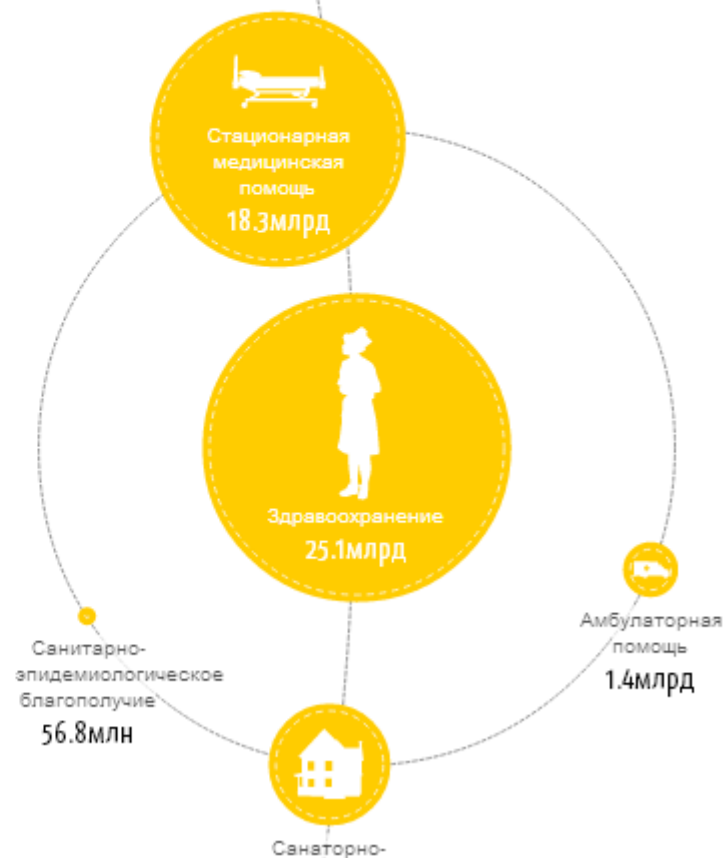 Стационарная
медицинская
помощь
18.3млрд
Здравоохранение
25.1млрд
Амбулаторная
помощь
1.4млрд
Санитарно-
эпидемиологическое
благополучие
56.8млн
Санаторно-